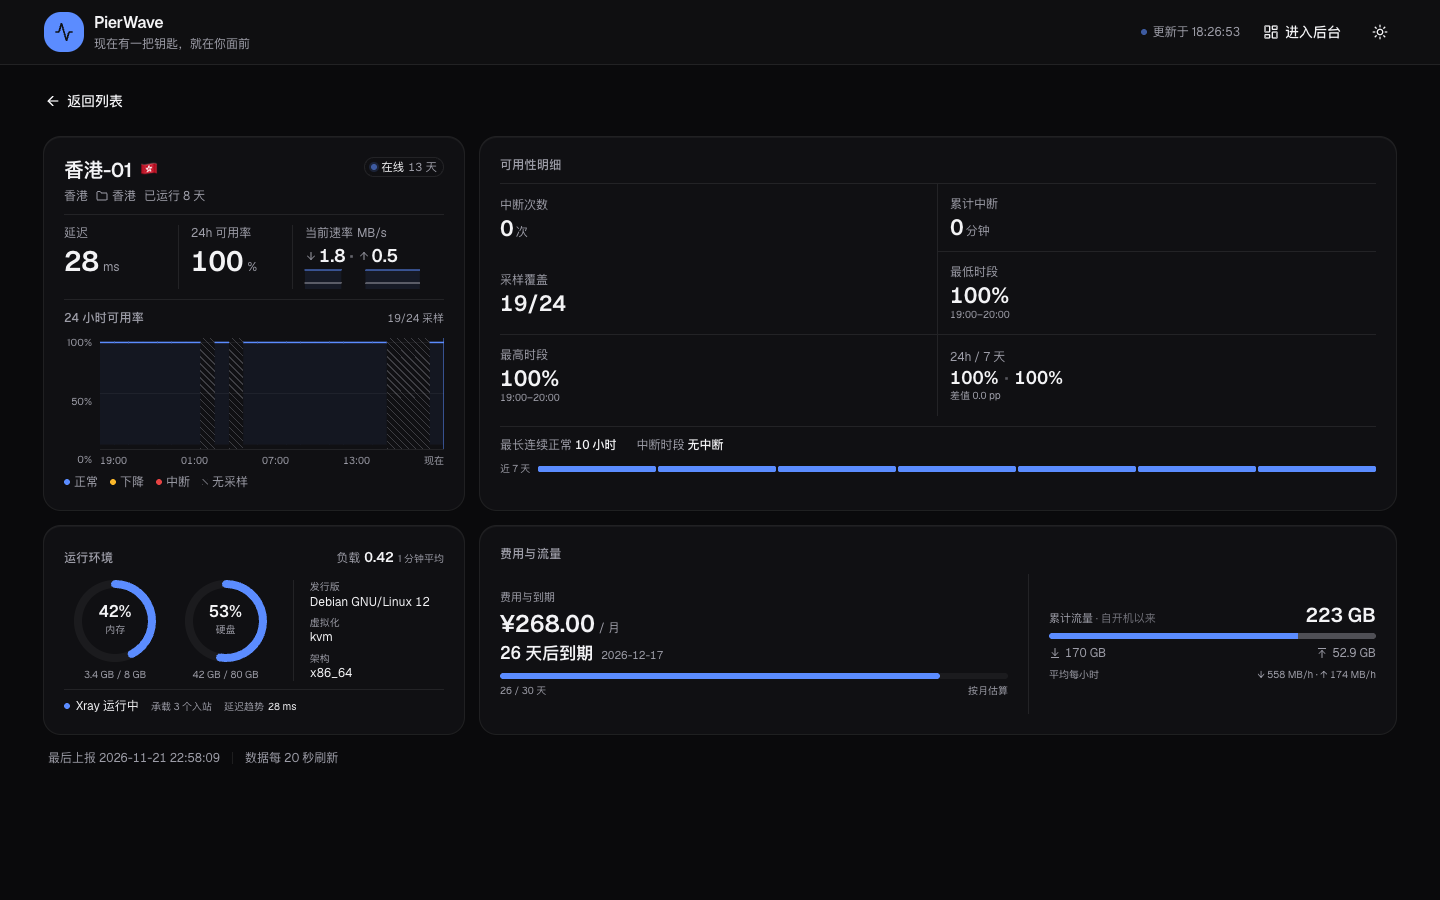 PierWave
现在有一把钥匙，就在你面前
更新于 18:26:53
进入后台
返回列表
香港-01
在线 13 天
香港 香港 已运行 8 天
延迟
28 ms
24h 可用率
100 %
当前速率 MB/s
↓ 1.8 · ↑ 0.5
24 小时可用率
19/24 采样
100%
50%
0%
19:00 01:00 07:00 13:00 现在
正常 下降 中断 无采样
可用性明细
中断次数
0 次
累计中断
0 分钟
采样覆盖
19/24
最低时段
100%
19:00–20:00
最高时段
100%
19:00–20:00
24h / 7 天
100% · 100%
差值 0.0 pp
最长连续正常 10 小时 中断时段 无中断
近 7 天
运行环境
负载 0.42 1 分钟平均
42%
内存
3.4 GB / 8 GB
53%
硬盘
42 GB / 80 GB
发行版
Debian GNU/Linux 12
虚拟化
kvm
架构
x86_64
Xray 运行中 承载 3 个入站 延迟趋势 28 ms
费用与流量
费用与到期
¥268.00 / 月
26 天后到期 2026-12-17
26 / 30 天
按月估算
累计流量 · 自开机以来
223 GB
↓ 170 GB
↑ 52.9 GB
平均每小时
↓ 558 MB/h · ↑ 174 MB/h
最后上报 2026-11-21 22:58:09
数据每 20 秒刷新